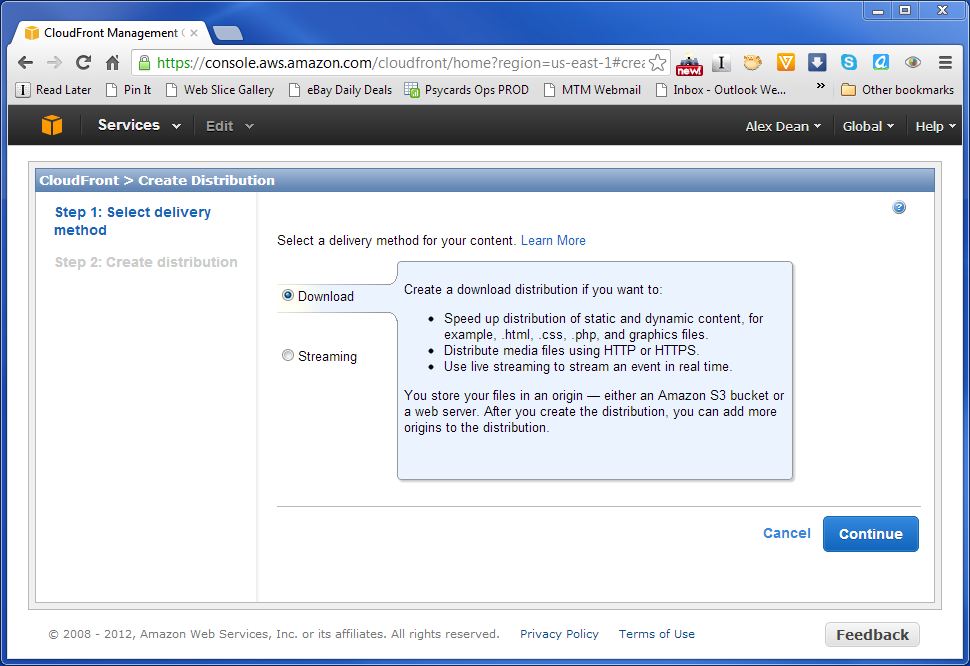 CloudFront Management C
https://console.aws.amazon.com/cloudfront/home?region=us-east-1#crea
new!
I
I Read Later
Pin It
Web Slice Gallery
eBay Daily Deals
Psycards Ops PROD
MTM Webmail
Inbox - Outlook We...
»
Other bookmarks
Services
Edit
Alex Dean
Global
Help
CloudFront > Create Distribution
Step 1: Select delivery
method
Step 2: Create distribution
?
Select a delivery method for your content. Learn More
Download
Create a download distribution if you want to:
• Speed up distribution of static and dynamic content, for
example, .html, .css, .php, and graphics files.
• Distribute media files using HTTP or HTTPS.
• Use live streaming to stream an event in real time.
You store your files in an origin — either an Amazon S3 bucket or
a web server. After you create the distribution, you can add more
origins to the distribution.
Streaming
Cancel
Continue
© 2008 - 2012, Amazon Web Services, Inc. or its affiliates. All rights reserved. Privacy Policy Terms of Use
Feedback